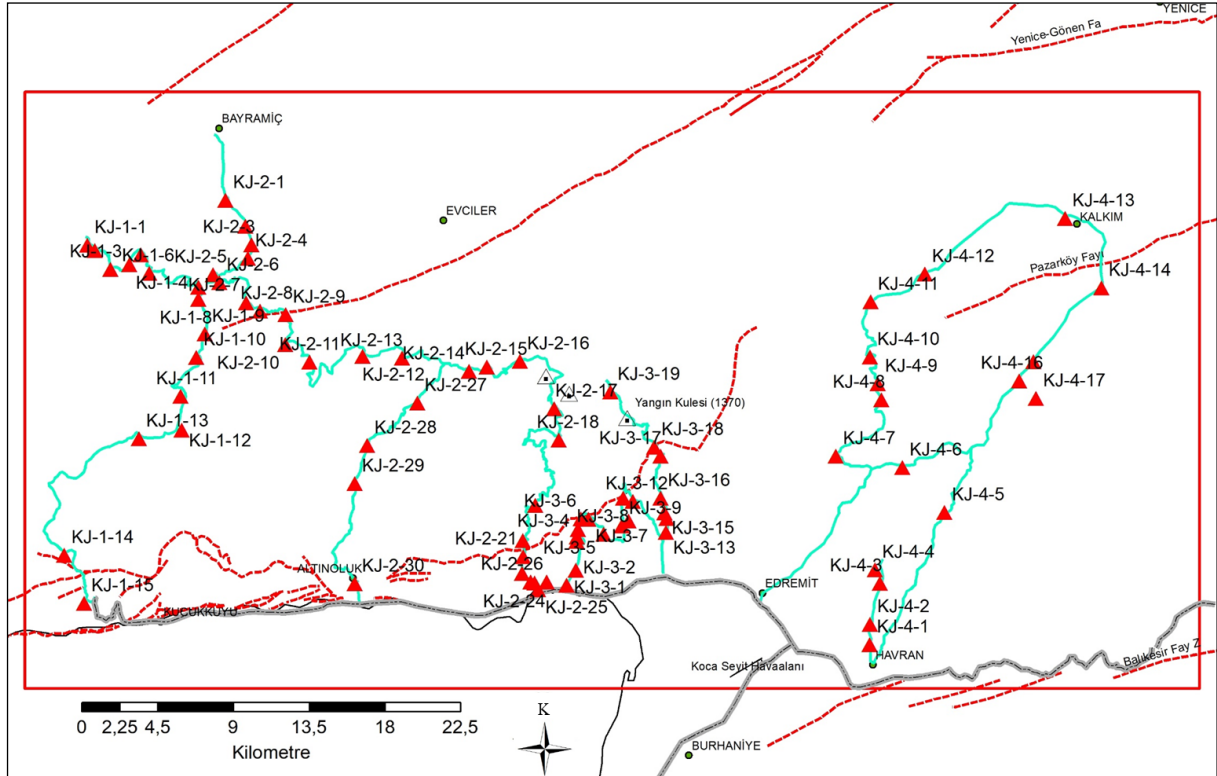 YENICE
Yenice-Gönen Fa
BAYRAMİÇ
KJ-2-1
EVCILER
KJ-4-13
KALKIM
KJ-1-1
KJ-2-3
KJ-2-4
KJ-1-3
KJ-1-6
KJ-2-5
KJ-2-6
KJ-4-12
Pazarköy Fayı
KJ-4-14
KJ-1-4
KJ-2-7
KJ-2-8
KJ-2-9
KJ-4-11
KJ-1-8
KJ-1-9
KJ-1-10
KJ-2-10
KJ-2-11
KJ-2-13
KJ-2-12
KJ-2-14
KJ-2-15
KJ-2-16
KJ-4-10
KJ-4-9
KJ-4-16
KJ-1-11
KJ-2-27
KJ-2-17
KJ-3-19
KJ-4-8
KJ-4-17
Yangın Kulesi (1370)
KJ-1-13
KJ-1-12
KJ-2-28
KJ-2-18
KJ-3-17
KJ-3-18
KJ-4-7
KJ-4-6
KJ-2-29
KJ-3-12
KJ-3-16
KJ-3-6
KJ-3-9
KJ-4-5
KJ-3-4
KJ-3-8
KJ-3-7
KJ-3-15
KJ-1-14
KJ-2-21
KJ-3-5
KJ-3-13
KJ-4-4
KJ-2-26
KJ-3-2
KJ-4-3
ALTINOLUK
KJ-2-30
KJ-1-15
KJ-3-1
EDREMİT
KJ-2-24
KJ-2-25
KUCUKKUYU
KJ-4-2
KJ-4-1
HAVRAN
Koca Seyit Havaalanı
Balıkesir Fay Z
0 2,25 4,5 9 13,5 18 22,5
Kilometre
K
BURHANİYE